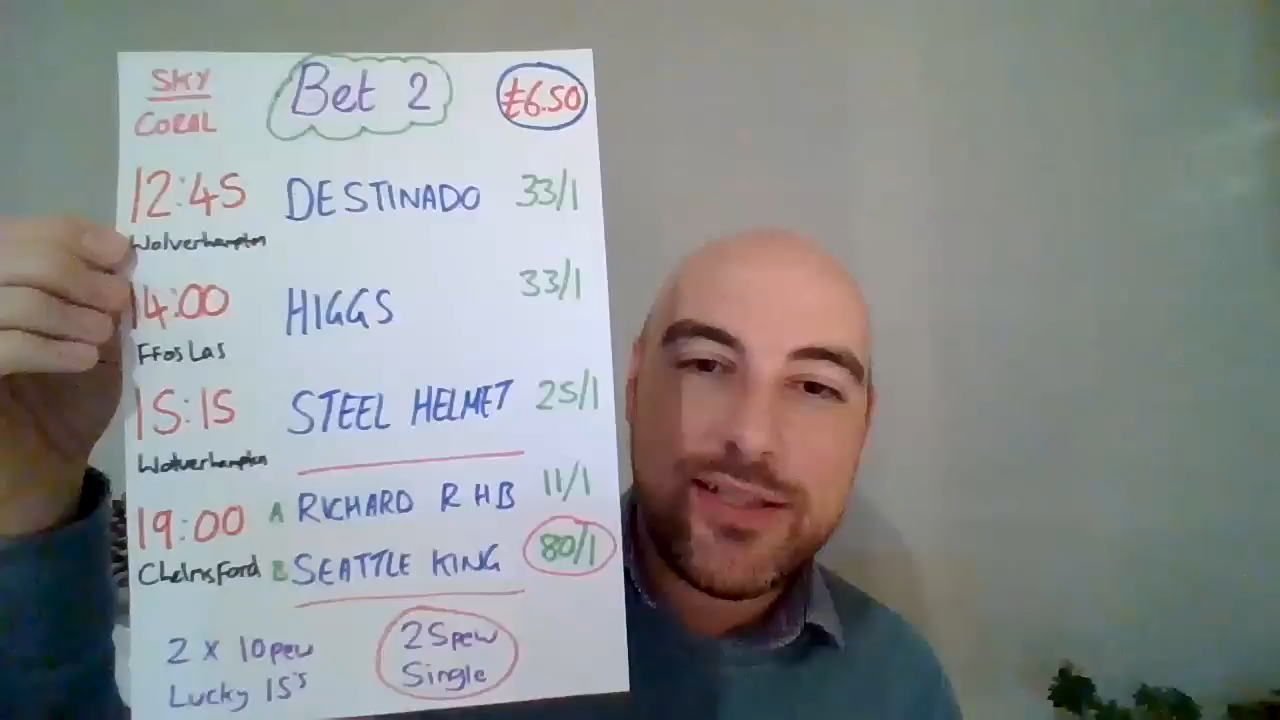 SKY
CORAL
Bet 2
£6.50
12:45 DESTINADO 33/1
Wolverhampton
14:00 HIGGS 33/1
Ffos Las
15:15 STEEL HELMET 25/1
Wolverhampton
19:00 A RICHARD R H B 11/1
Chelmsford B SEATTLE KING 80/1
2 x 10pew
Lucky 15's
25pew
Single